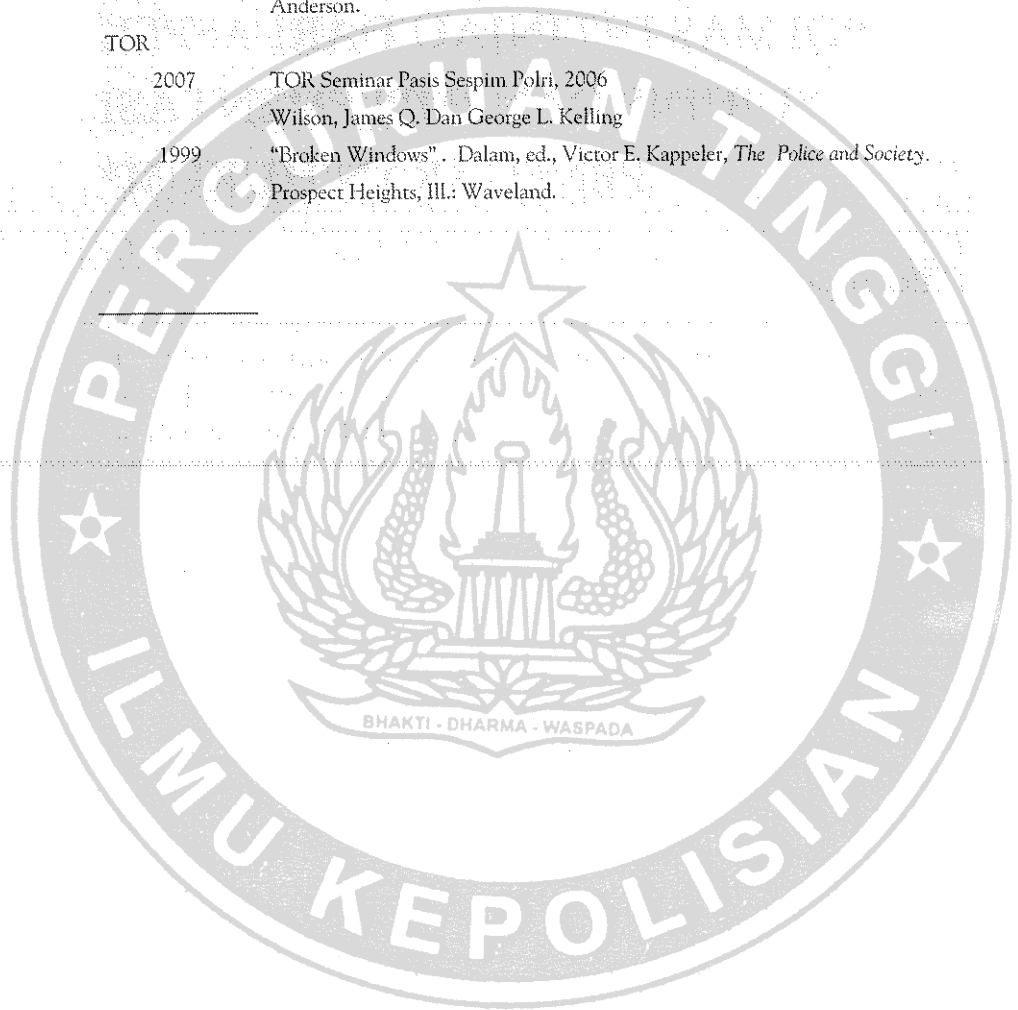 Anderson.
TOR
2007 TOR Seminar Pasis Sespim Polri, 2006
Wilson, James Q. Dan George L. Kelling
1999 “Broken Windows” . Dalam, ed., Victor E. Kappeler, The Police and Society.
Prospect Heights, Ill.: Waveland.
PERGURUAN TINGGI
BHAKTI - DHARMA - WASPADA
ILMU KEPOLISIAN